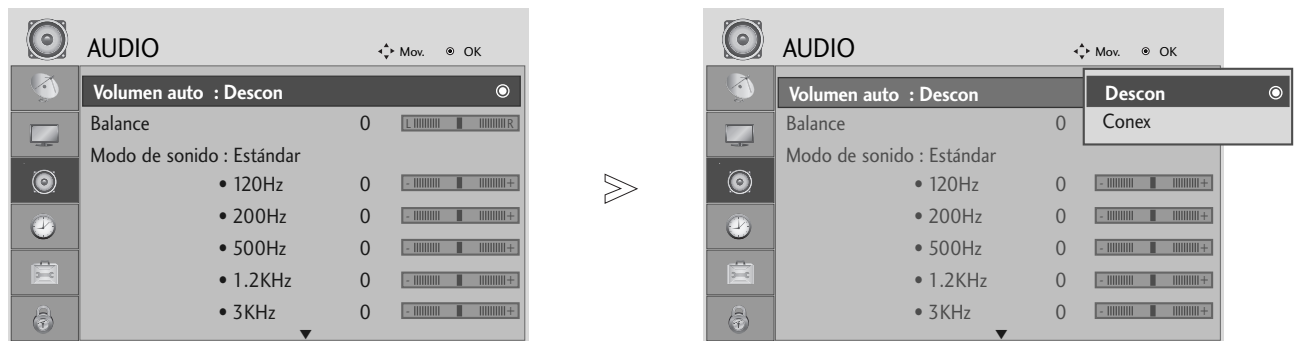 AUDIO Mov. OK
Volumen auto : Descon
Balance 0 L R
Modo de sonido : Estándar
• 120Hz 0 - +
• 200Hz 0 - +
• 500Hz 0 - +
• 1.2KHz 0 - +
• 3KHz 0 - +
AUDIO Mov. OK
Volumen auto : Descon
Descon
Conex
Balance 0
Modo de sonido : Estándar
• 120Hz 0 - +
• 200Hz 0 - +
• 500Hz 0 - +
• 1.2KHz 0 - +
• 3KHz 0 - +